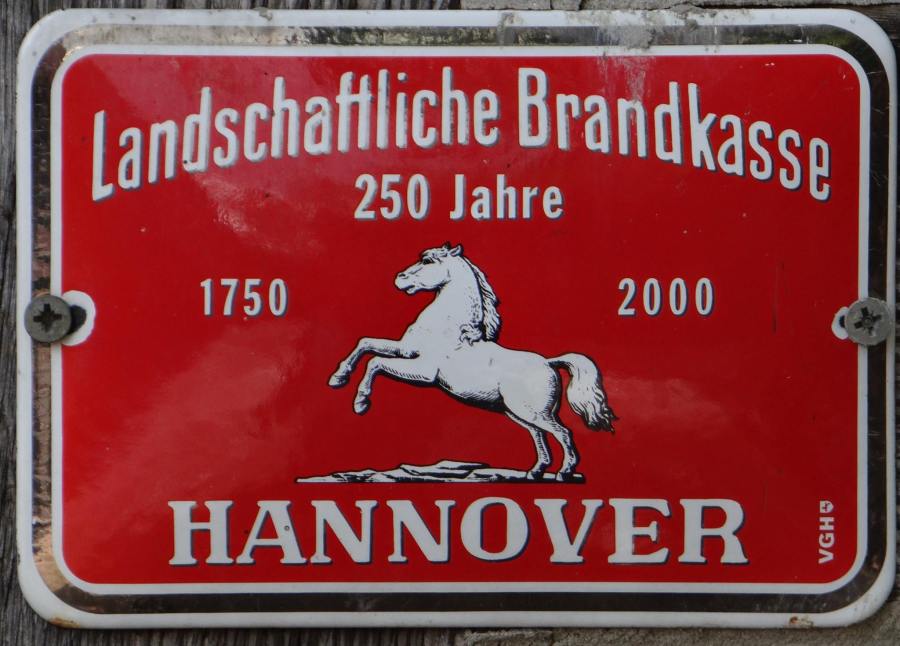 Landschaftliche Brandkasse
250 Jahre
1750 2000
HANNOVER
VGH